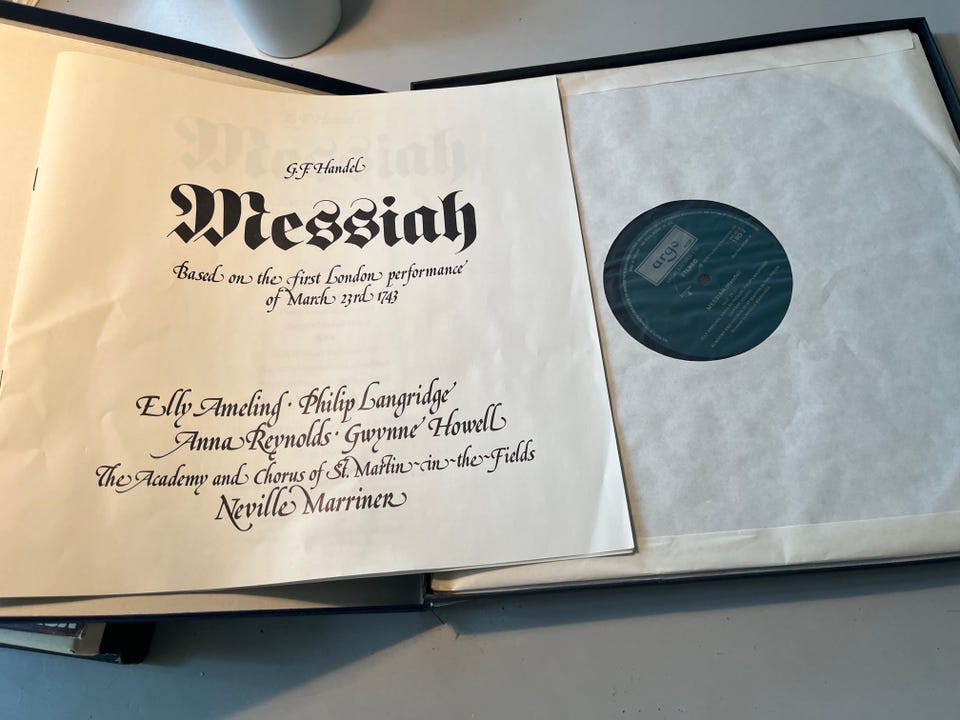 G.F. Handel
Messiah
Based on the first London performance
of March 23rd 1743
Elly Ameling · Philip Langridge
Anna Reynolds · Gwynne Howell
The Academy and Chorus of St. Martin-in-the-Fields
Neville Marriner
argo
STEREO